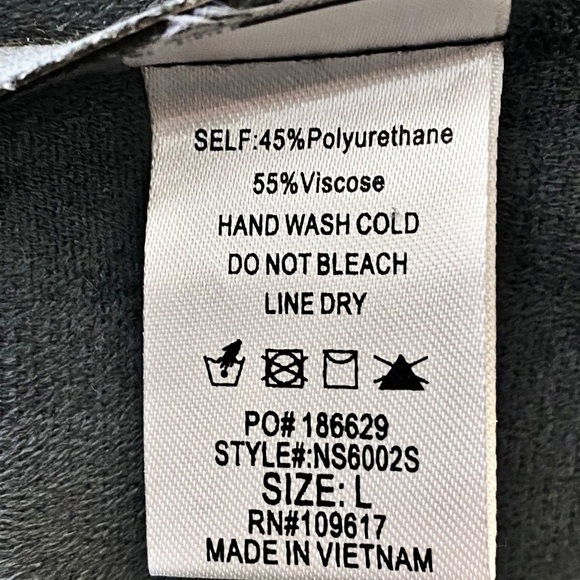 SELF:45%Polyurethane
55%Viscose
HAND WASH COLD
DO NOT BLEACH
LINE DRY
PO# 186629
STYLE#:NS6002S
SIZE: L
RN#109617
MADE IN VIETNAM